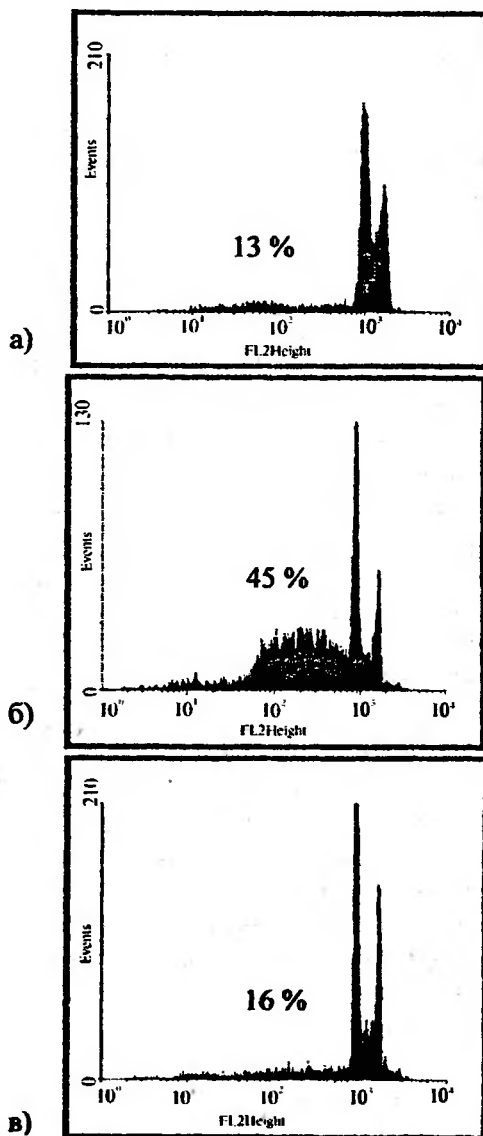 210
Events
13 %
0
10⁰ 10¹ 10² 10³ 10⁴
FL2Height
а)
130
Events
45 %
0
10⁰ 10¹ 10² 10³ 10⁴
FL2Height
б)
210
Events
16 %
0
10⁰ 10¹ 10² 10³ 10⁴
FL2Height
в)